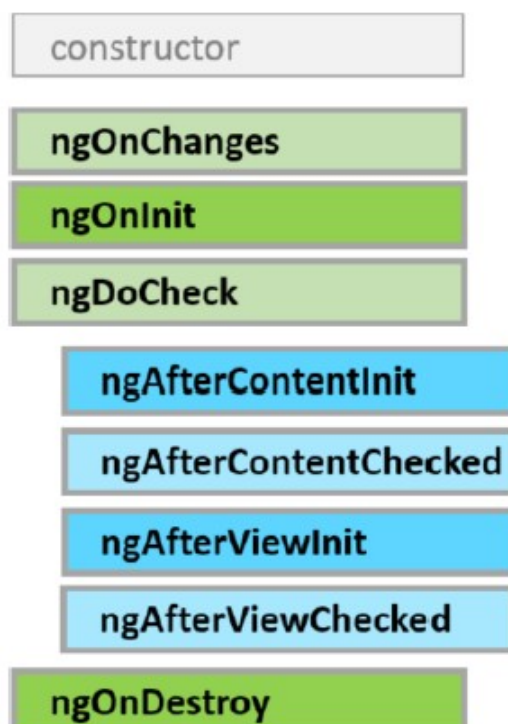 constructor
ngOnChanges
ngOnInit
ngDoCheck
ngAfterContentInit
ngAfterContentChecked
ngAfterViewInit
ngAfterViewChecked
ngOnDestroy